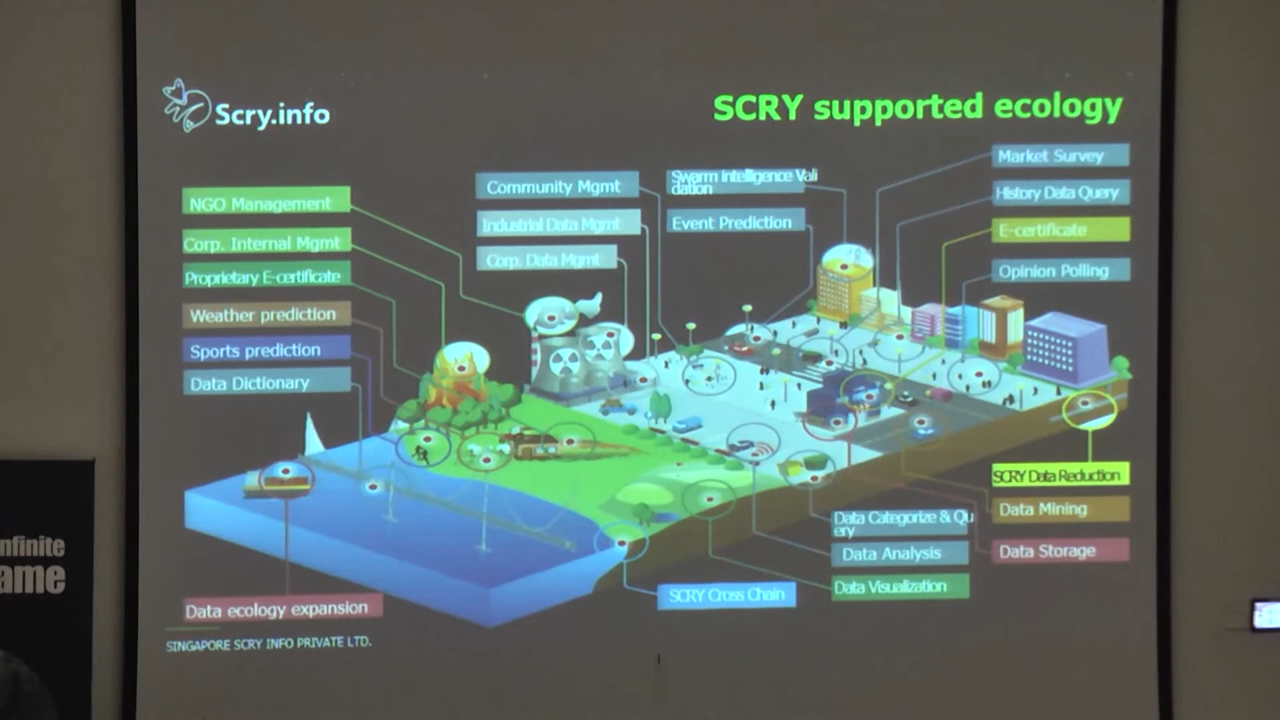 Scry.info
SCRY supported ecology
NGO Management
Corp. Internal Mgmt
Proprietary E-certificate
Weather prediction
Sports prediction
Data Dictionary
Community Mgmt
Industrial Data Mgmt
Corp. Data Mgmt
Swarm intelligence Vali
dation
Event Prediction
Market Survey
History Data Query
E-certificate
Opinion Polling
SCRY Data Reduction
Data Mining
Data Storage
Data Categorize & Qu
ery
Data Analysis
Data Visualization
SCRY Cross Chain
Data ecology expansion
SINGAPORE SCRY INFO PRIVATE LTD.
nfinite
ame